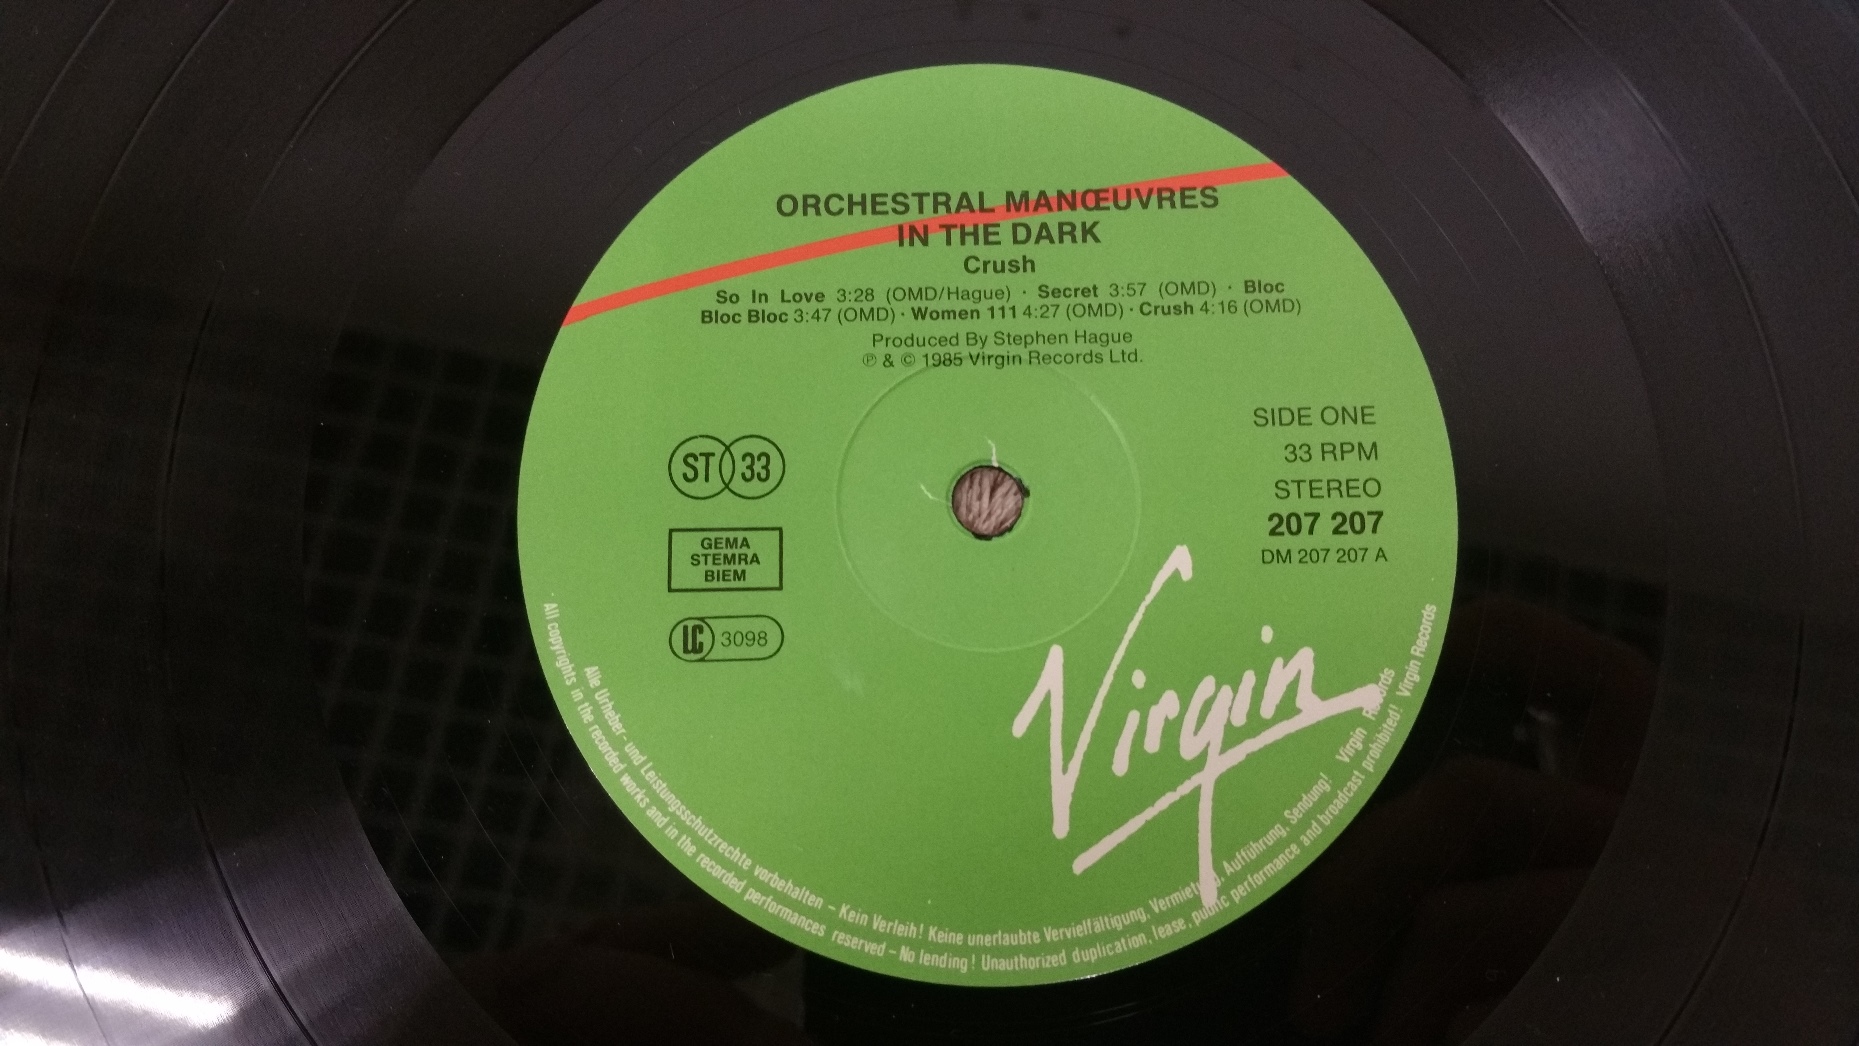 ORCHESTRAL MANŒUVRES
IN THE DARK
Crush
So In Love 3:28 (OMD/Hague) · Secret 3:57 (OMD) · Bloc
Bloc Bloc 3:47 (OMD) · Women 111 4:27 (OMD) · Crush 4:16 (OMD)
Produced By Stephen Hague
℗ & © 1985 Virgin Records Ltd.
SIDE ONE
33 RPM
STEREO
207 207
DM 207 207 A
ST 33
GEMA
STEMRA
BIEM
LC 3098
Virgin
Alle Urheber- und Leistungsschutzrechte vorbehalten – Kein Verleih! Keine unerlaubte Vervielfältigung, Vermietung, Aufführung, Sendung! Virgin Records
· All copyrights in the recorded works and in the recorded performances reserved – No lending! Unauthorized duplication, lease, public performance and broadcast prohibited! Virgin Records